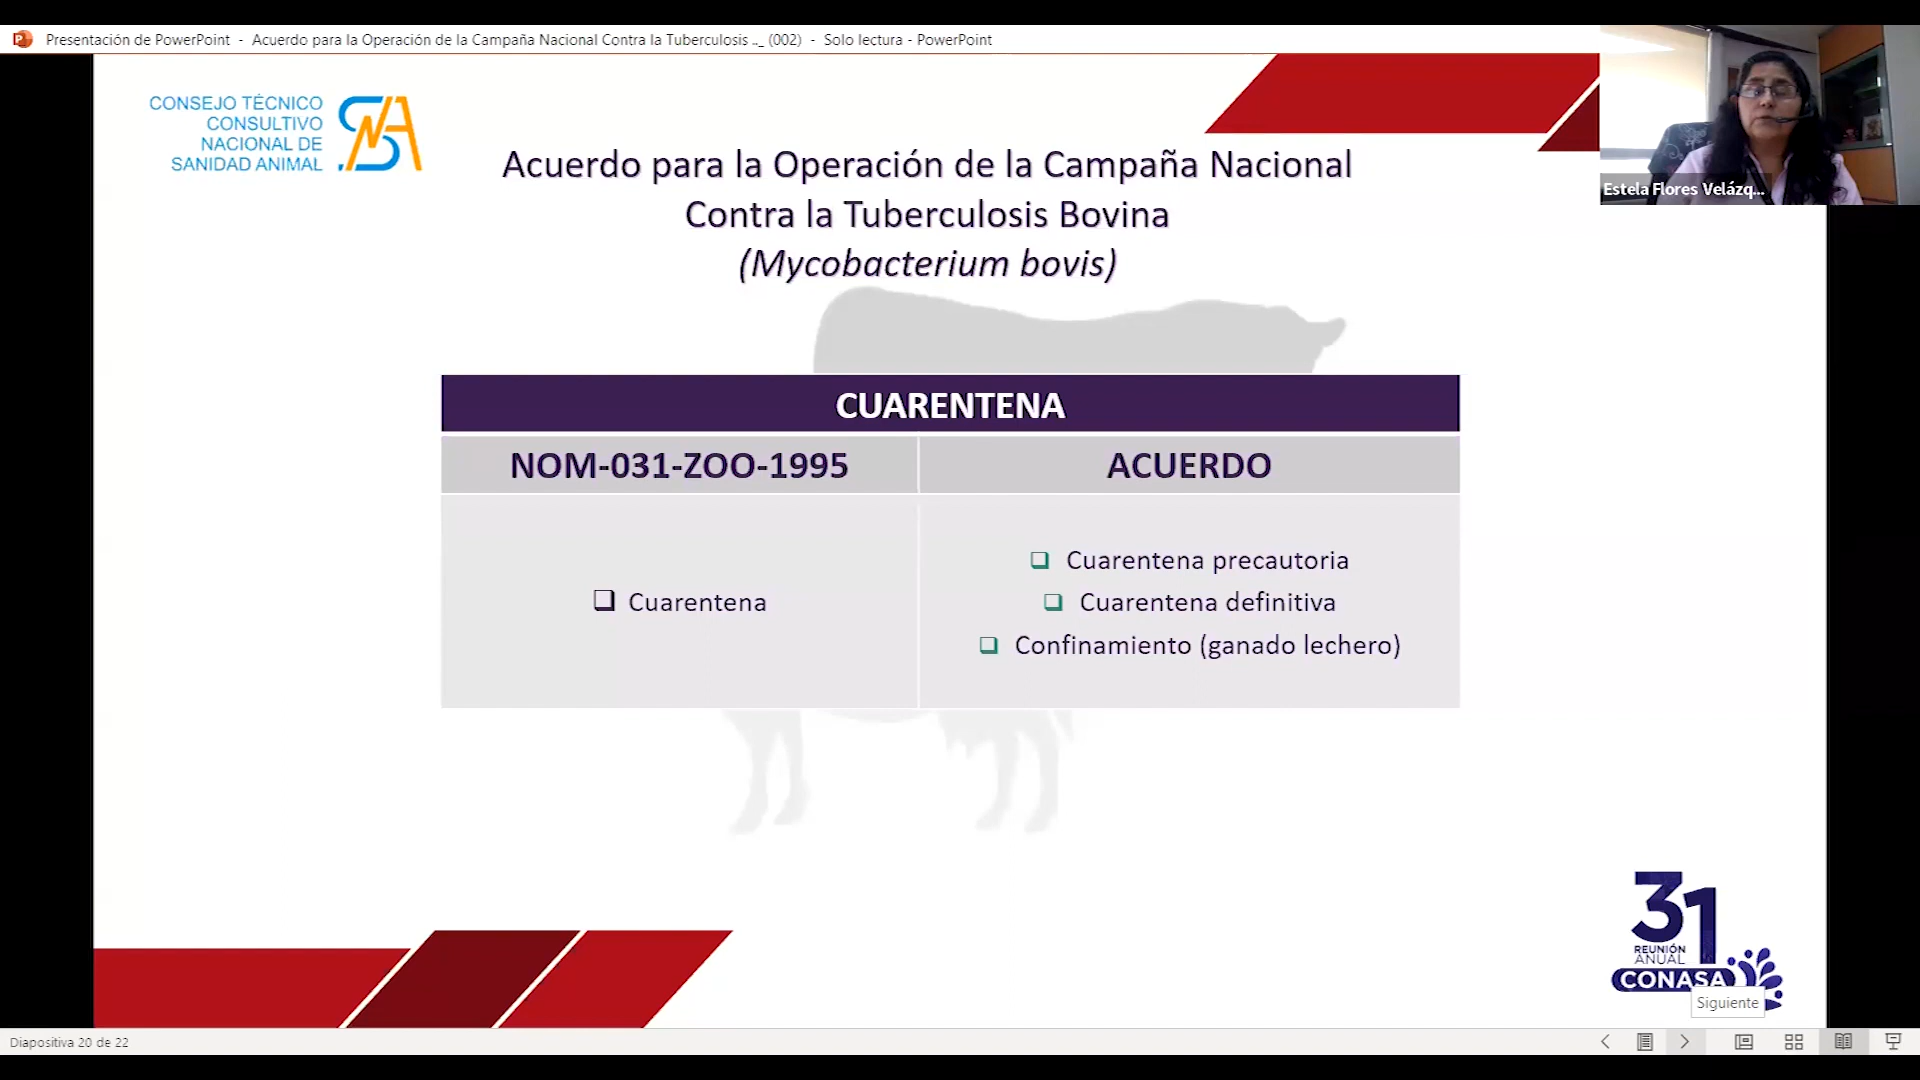 Presentación de PowerPoint - Acuerdo para la Operación de la Campaña Nacional Contra la Tuberculosis .._ (002) - Solo lectura - PowerPoint
CONSEJO TÉCNICO
CONSULTIVO
NACIONAL DE
SANIDAD ANIMAL
Estela Flores Velázq...
Acuerdo para la Operación de la Campaña Nacional
Contra la Tuberculosis Bovina
(Mycobacterium bovis)
CUARENTENA
NOM-031-ZOO-1995
ACUERDO
Cuarentena
Cuarentena precautoria
Cuarentena definitiva
Confinamiento (ganado lechero)
31
REUNIÓN
ANUAL
CONASA
Siguiente
Diapositiva 20 de 22